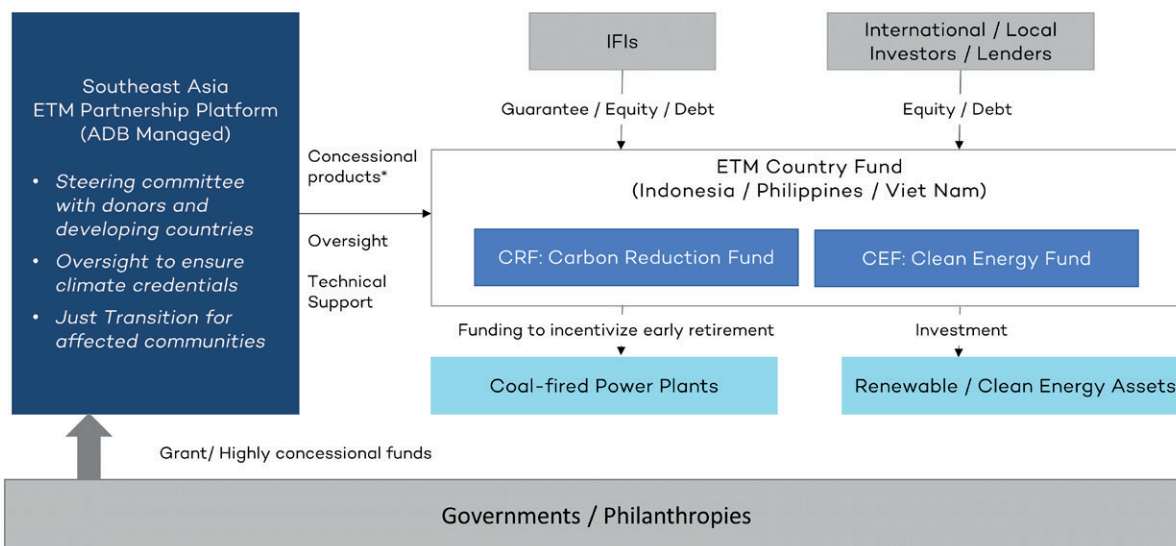 Southeast Asia
ETM Partnership Platform
(ADB Managed)
• Steering committee
with donors and
developing countries
• Oversight to ensure
climate credentials
• Just Transition for
affected communities
IFIs
International / Local
Investors / Lenders
Guarantee / Equity / Debt
Equity / Debt
Concessional
products*
Oversight
Technical
Support
ETM Country Fund
(Indonesia / Philippines / Viet Nam)
CRF: Carbon Reduction Fund
CEF: Clean Energy Fund
Funding to incentivize early retirement
Investment
Coal-fired Power Plants
Renewable / Clean Energy Assets
Grant/ Highly concessional funds
Governments / Philanthropies